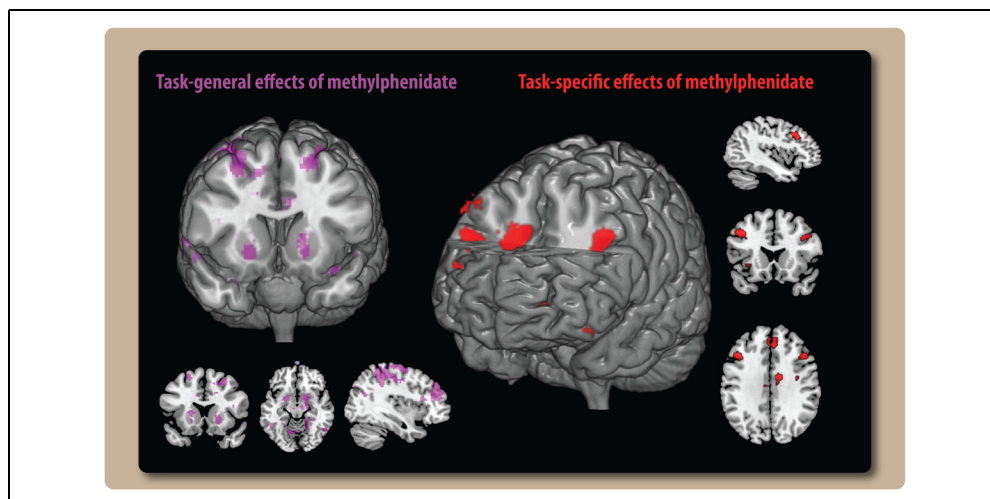 Task-general effects of methylphenidate
Task-specific effects of methylphenidate